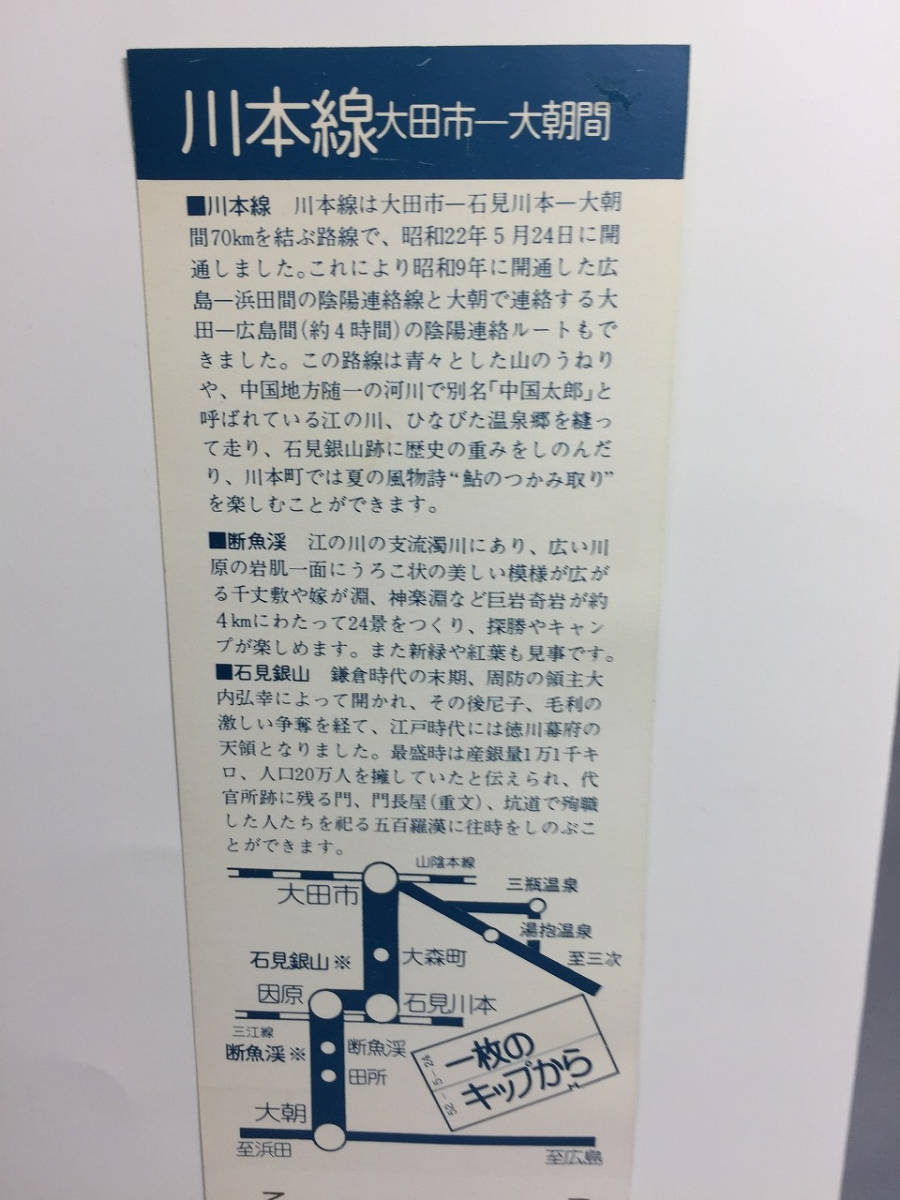 川本線大田市—大朝間
■川本線　川本線は大田市—石見川本—大朝
間70kmを結ぶ路線で、昭和22年5月24日に開
通しました。これにより昭和9年に開通した広
島—浜田間の陰陽連絡線と大朝で連絡する大
田—広島間(約4時間)の陰陽連絡ルートもで
きました。この路線は青々とした山のうねり
や、中国地方随一の河川で別名「中国太郎」と
呼ばれている江の川、ひなびた温泉郷を縫っ
て走り、石見銀山跡に歴史の重みをしのんだ
り、川本町では夏の風物詩“鮎のつかみ取り”
を楽しむことができます。
■断魚渓　江の川の支流濁川にあり、広い川
原の岩肌一面にうろこ状の美しい模様が広が
る千丈敷や嫁が淵、神楽淵など巨岩奇岩が約
4kmにわたって24景をつくり、探勝やキャン
プが楽しめます。また新緑や紅葉も見事です。
■石見銀山　鎌倉時代の末期、周防の領主大
内弘幸によって開かれ、その後尼子、毛利の
激しい争奪を経て、江戸時代には徳川幕府の
天領となりました。最盛時は産銀量1万1千キ
ロ、人口20万人を擁していたと伝えられ、代
官所跡に残る門、門長屋(重文)、坑道で殉職
した人たちを祀る五百羅漢に往時をしのぶこ
とができます。
山陰本線
大田市
三瓶温泉
湯抱温泉
石見銀山※
大森町
至三次
因原
石見川本
三江線
断魚渓※
断魚渓
田所
一枚の
キップから
52-5-24
大朝
至浜田
至広島